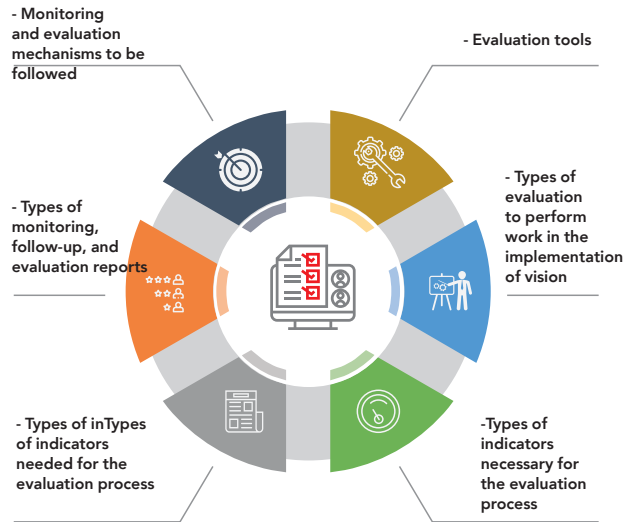 - Monitoring
and evaluation
mechanisms to be
followed
- Evaluation tools
- Types of
monitoring,
follow-up, and
evaluation reports
- Types of
evaluation
to perform
work in the
implementation
of vision
- Types of inTypes
of indicators
needed for the
evaluation process
-Types of
indicators
necessary for
the evaluation
process